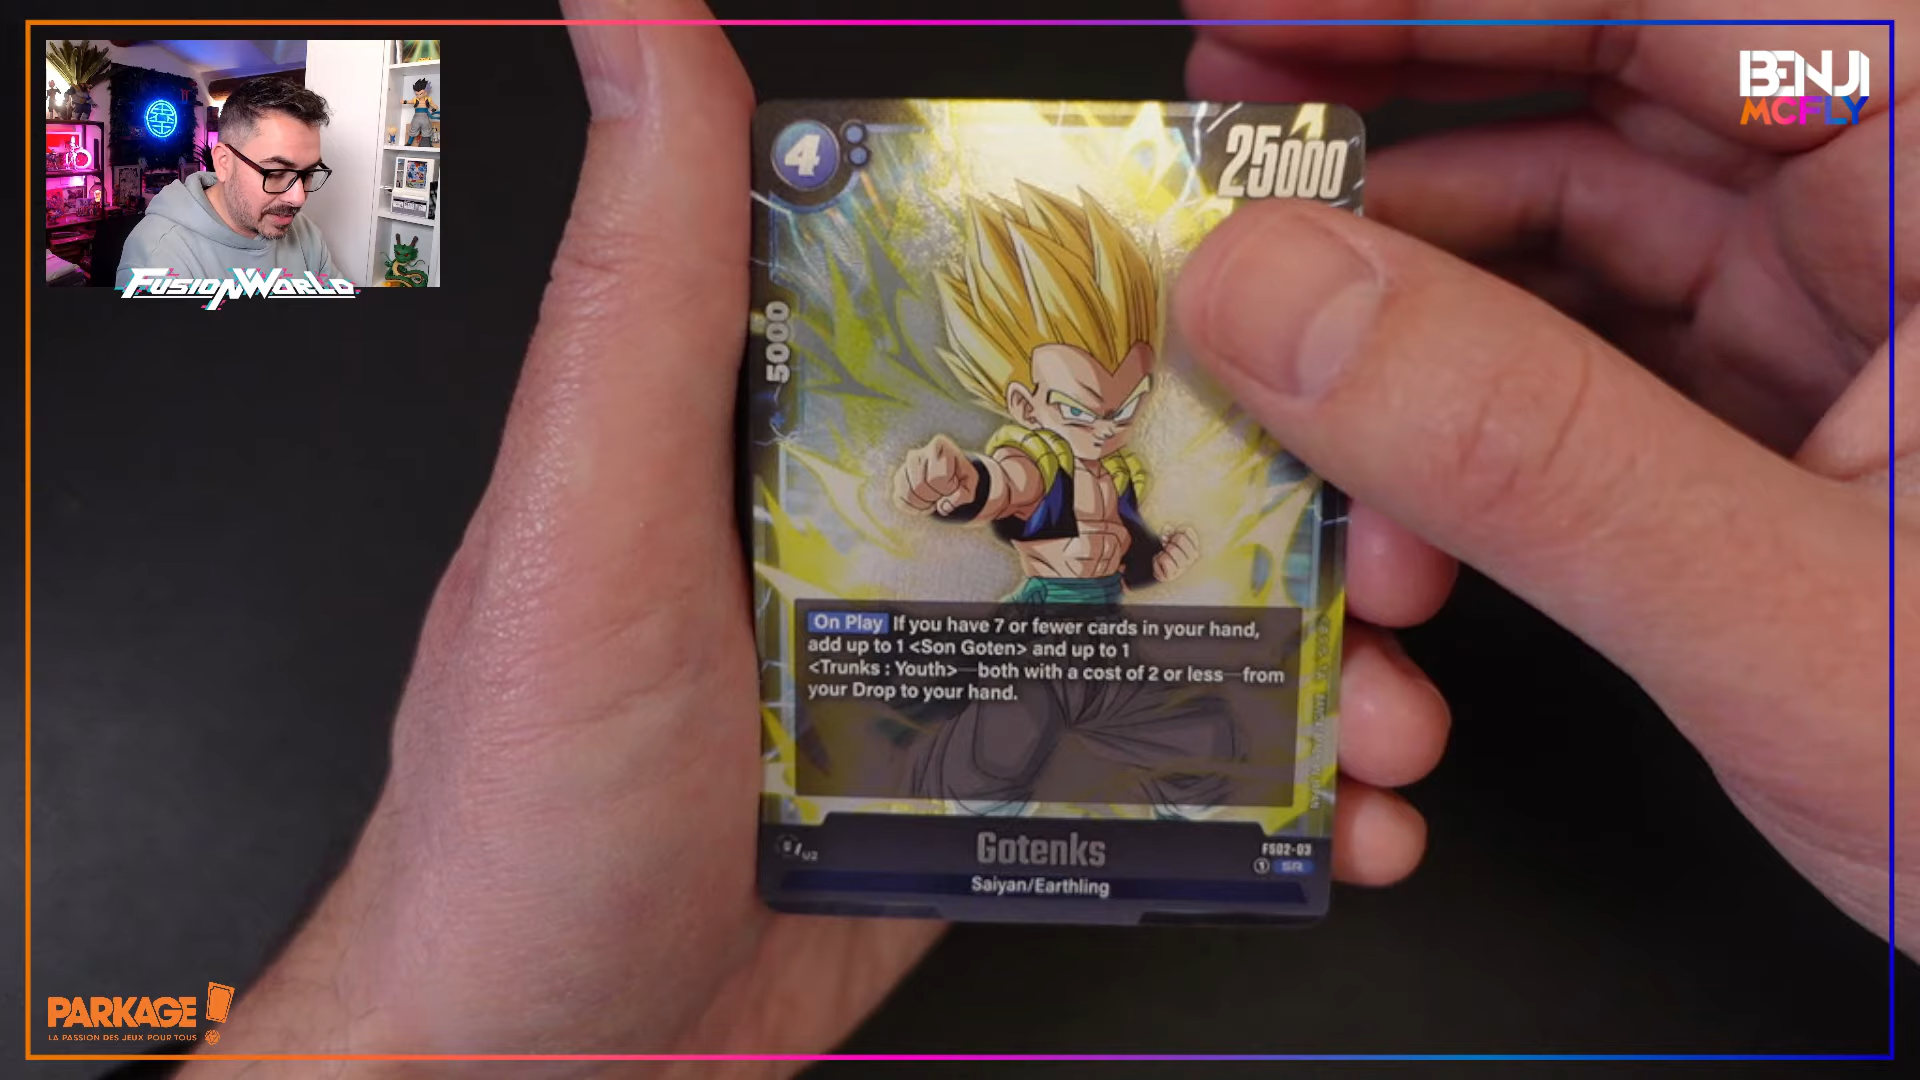 BENJI
MCFLY
FUSIONWORLD
4
25000
5000
On Play If you have 7 or fewer cards in your hand,
add up to 1 <Son Goten> and up to 1
<Trunks : Youth>—both with a cost of 2 or less—from
your Drop to your hand.
Gotenks
Saiyan/Earthling
FS02-03
1 SR
PARKAGE
LA PASSION DES JEUX POUR TOUS